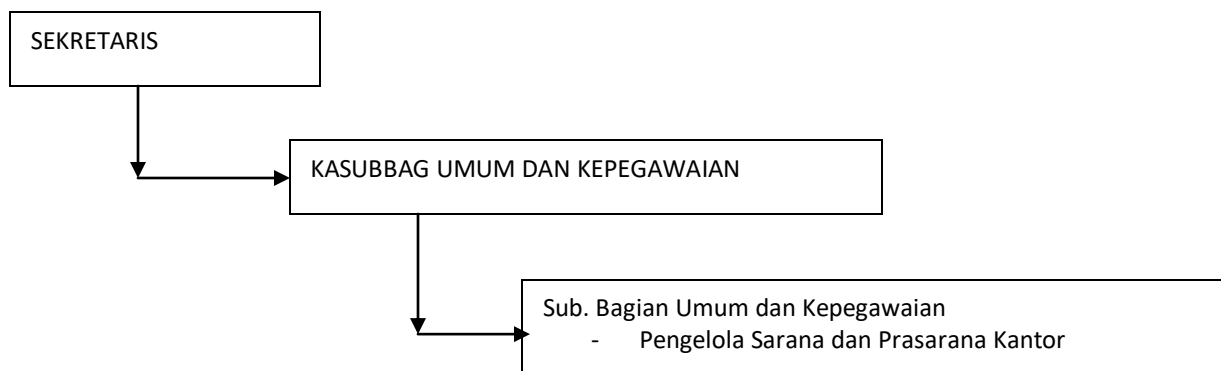 SEKRETARIS
KASUBBAG UMUM DAN KEPEGAWAIAN
Sub. Bagian Umum dan Kepegawaian
- Pengelola Sarana dan Prasarana Kantor